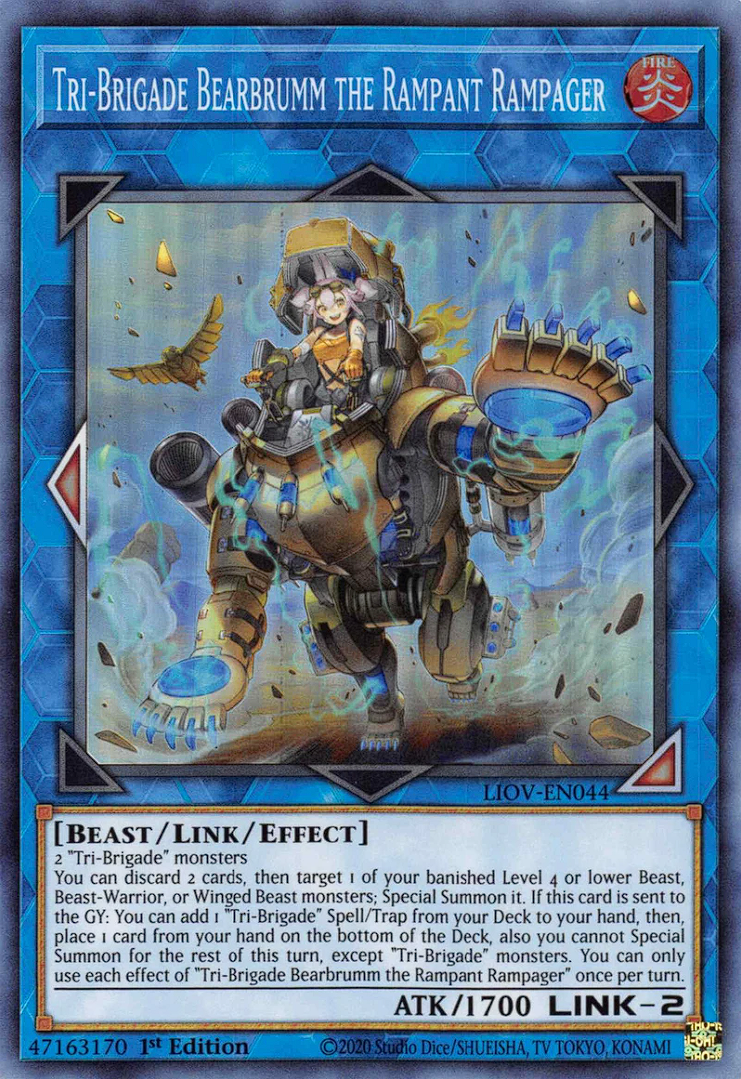 Tri-Brigade Bearbrumm the Rampant Rampager
FIRE
炎
LIOV-EN044
[Beast/Link/Effect]
2 "Tri-Brigade" monsters
You can discard 2 cards, then target 1 of your banished Level 4 or lower Beast,
Beast-Warrior, or Winged Beast monsters; Special Summon it. If this card is sent to
the GY: You can add 1 "Tri-Brigade" Spell/Trap from your Deck to your hand, then,
place 1 card from your hand on the bottom of the Deck, also you cannot Special
Summon for the rest of this turn, except "Tri-Brigade" monsters. You can only
use each effect of "Tri-Brigade Bearbrumm the Rampant Rampager" once per turn.
ATK/1700 LINK-2
47163170 1st Edition
©2020 Studio Dice/SHUEISHA, TV TOKYO, KONAMI